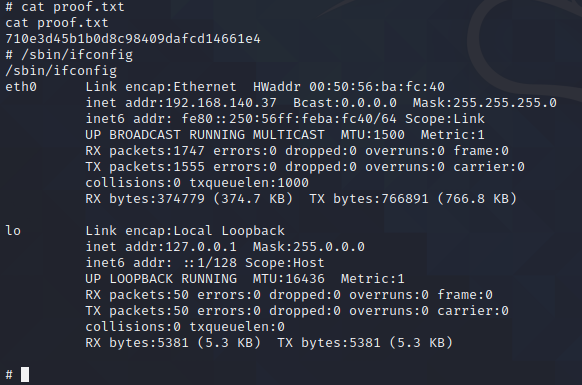 # cat proof.txt
cat proof.txt
710e3d45b1b0d8c98409dafcd14661e4
# /sbin/ifconfig
/sbin/ifconfig
eth0      Link encap:Ethernet  HWaddr 00:50:56:ba:fc:40
          inet addr:192.168.140.37  Bcast:0.0.0.0  Mask:255.255.255.0
          inet6 addr: fe80::250:56ff:feba:fc40/64 Scope:Link
          UP BROADCAST RUNNING MULTICAST  MTU:1500  Metric:1
          RX packets:1747 errors:0 dropped:0 overruns:0 frame:0
          TX packets:1555 errors:0 dropped:0 overruns:0 carrier:0
          collisions:0 txqueuelen:1000
          RX bytes:374779 (374.7 KB)  TX bytes:766891 (766.8 KB)
lo        Link encap:Local Loopback
          inet addr:127.0.0.1  Mask:255.0.0.0
          inet6 addr: ::1/128 Scope:Host
          UP LOOPBACK RUNNING  MTU:16436  Metric:1
          RX packets:50 errors:0 dropped:0 overruns:0 frame:0
          TX packets:50 errors:0 dropped:0 overruns:0 carrier:0
          collisions:0 txqueuelen:0
          RX bytes:5381 (5.3 KB)  TX bytes:5381 (5.3 KB)
#